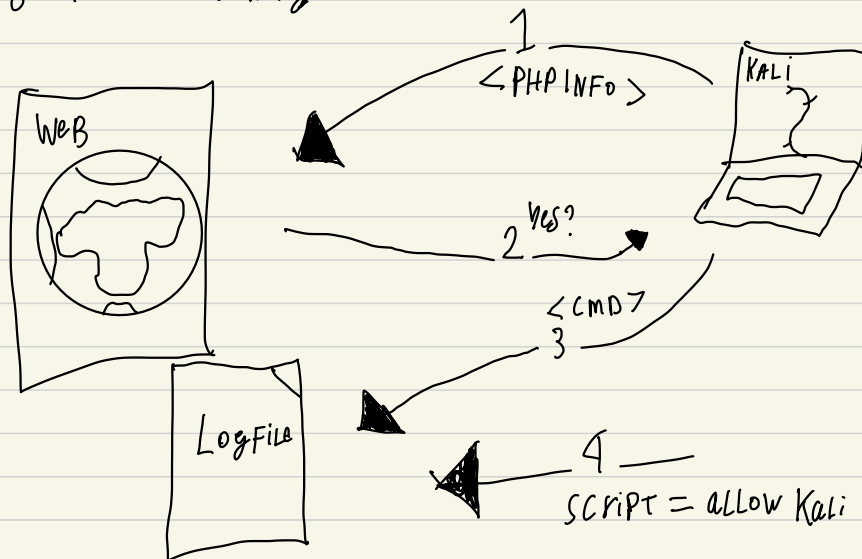 1
<PHPINFO>
KALI
WeB
2 Yes?
<CMD>
3
LogFile
4
SCRIPT = ALLOW Kali